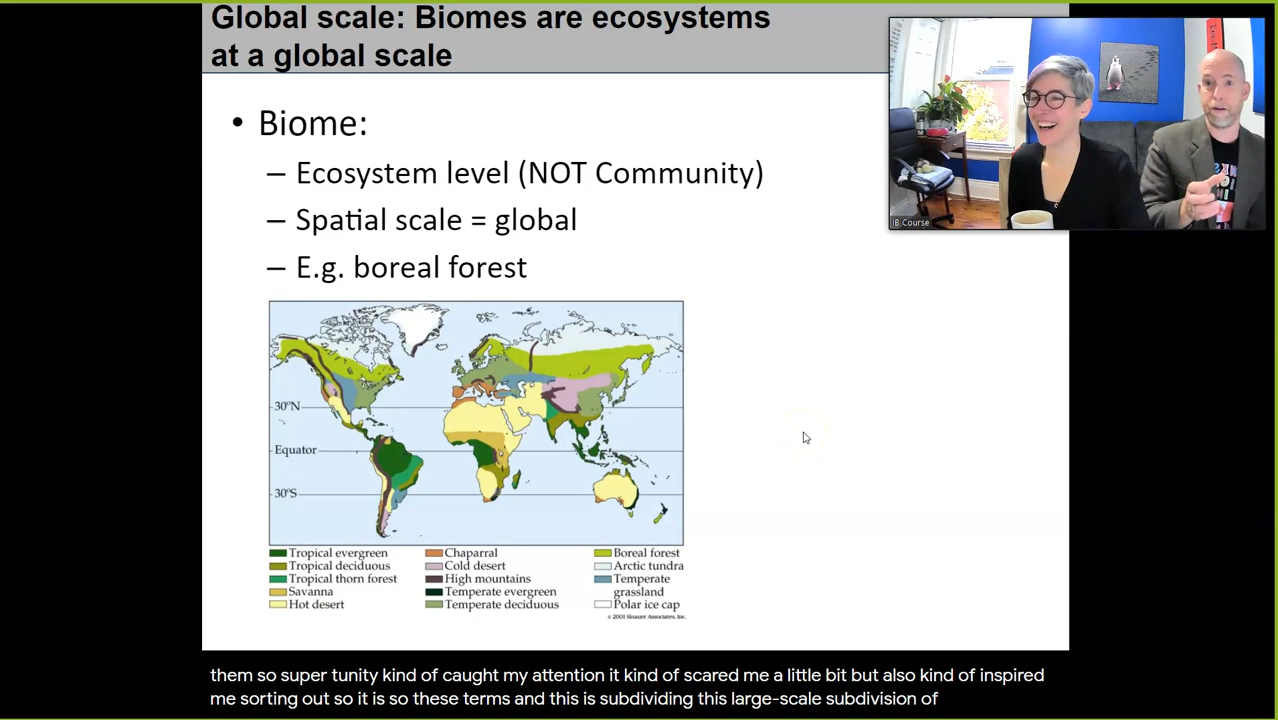 Global scale: Biomes are ecosystems
at a global scale
• Biome:
– Ecosystem level (NOT Community)
– Spatial scale = global
– E.g. boreal forest
30°N
Equator
30°S
Tropical evergreen
Tropical deciduous
Tropical thorn forest
Savanna
Hot desert
Chaparral
Cold desert
High mountains
Temperate evergreen
Temperate deciduous
Boreal forest
Arctic tundra
Temperate
grassland
Polar ice cap
© 2001 Sinauer Associates, Inc.
IB Course
them so super tunity kind of caught my attention it kind of scared me a little bit but also kind of inspired
me sorting out so it is so these terms and this is subdividing this large-scale subdivision of